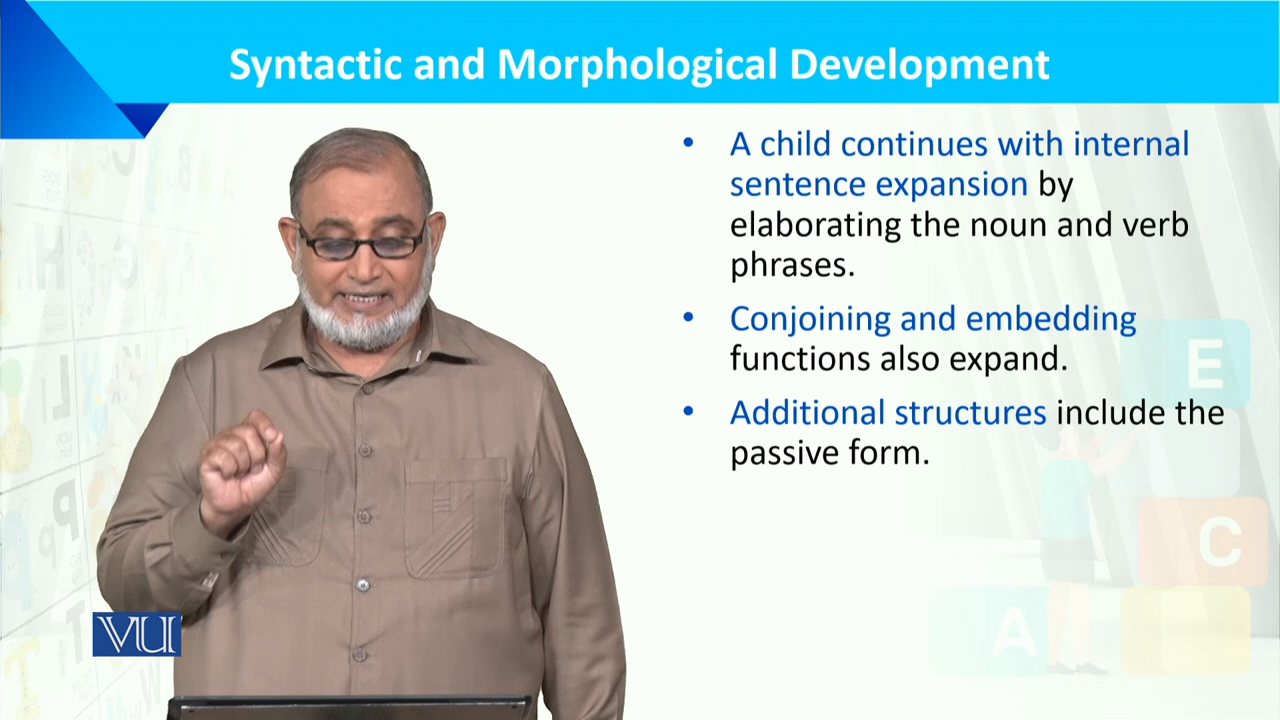 Syntactic and Morphological Development
• A child continues with internal
sentence expansion by
elaborating the noun and verb
phrases.
• Conjoining and embedding
functions also expand.
• Additional structures include the
passive form.
VU
E
C
A